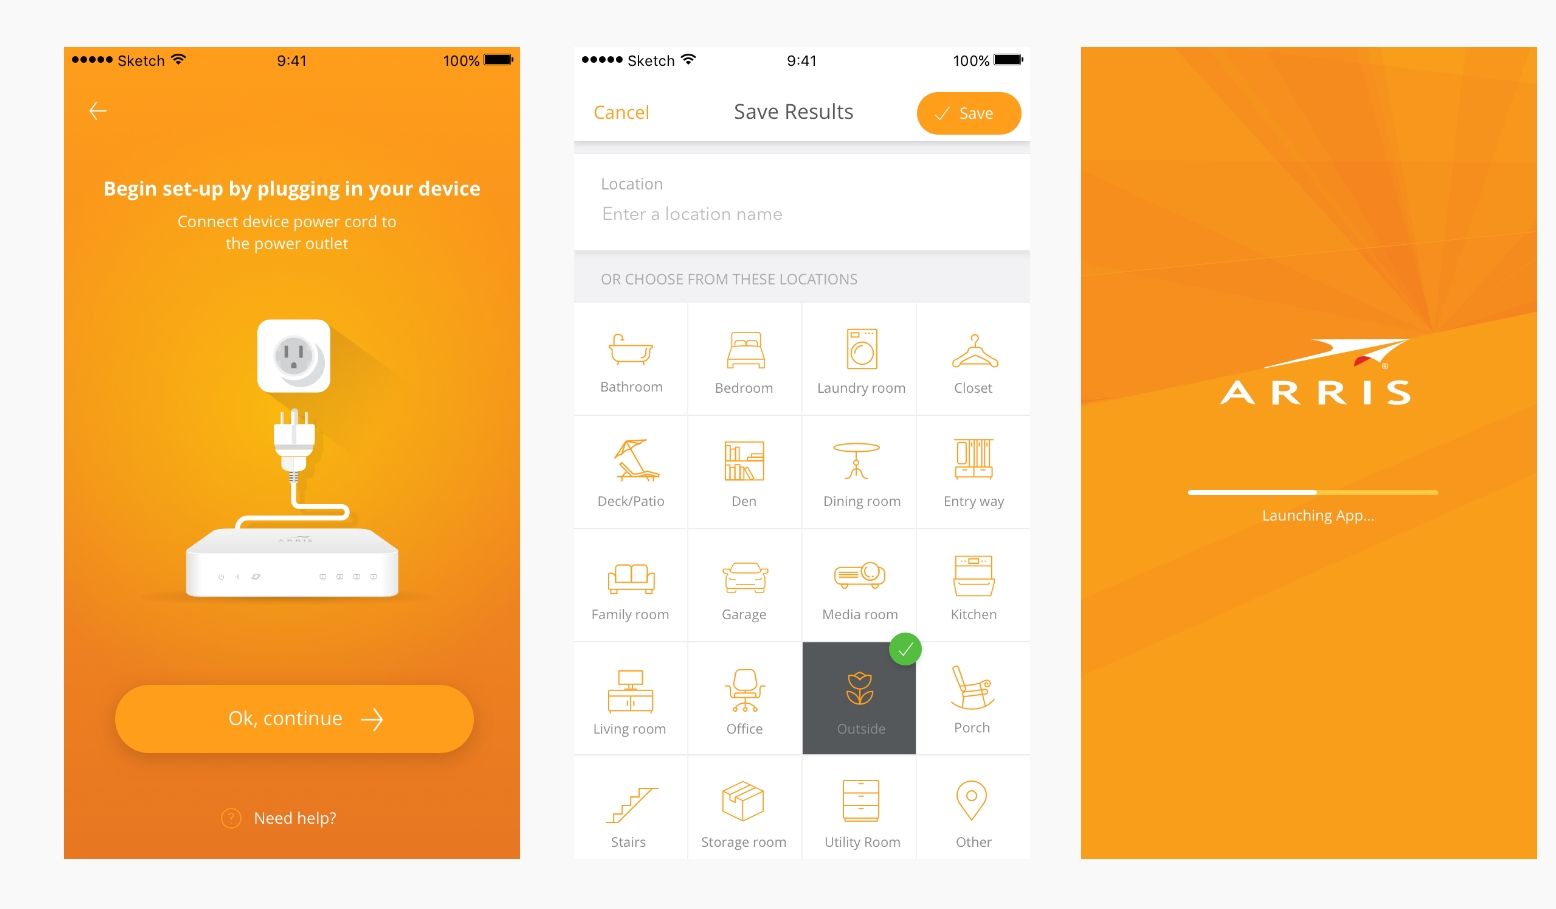 Sketch
9:41
100%
Begin set-up by plugging in your device
Connect device power cord to
the power outlet
ARRIS
Ok, continue
? Need help?
Sketch
9:41
100%
Cancel
Save Results
Save
Location
Enter a location name
OR CHOOSE FROM THESE LOCATIONS
Bathroom
Bedroom
Laundry room
Closet
Deck/Patio
Den
Dining room
Entry way
Family room
Garage
Media room
Kitchen
Living room
Office
Outside
Porch
Stairs
Storage room
Utility Room
Other
ARRIS®
Launching App...